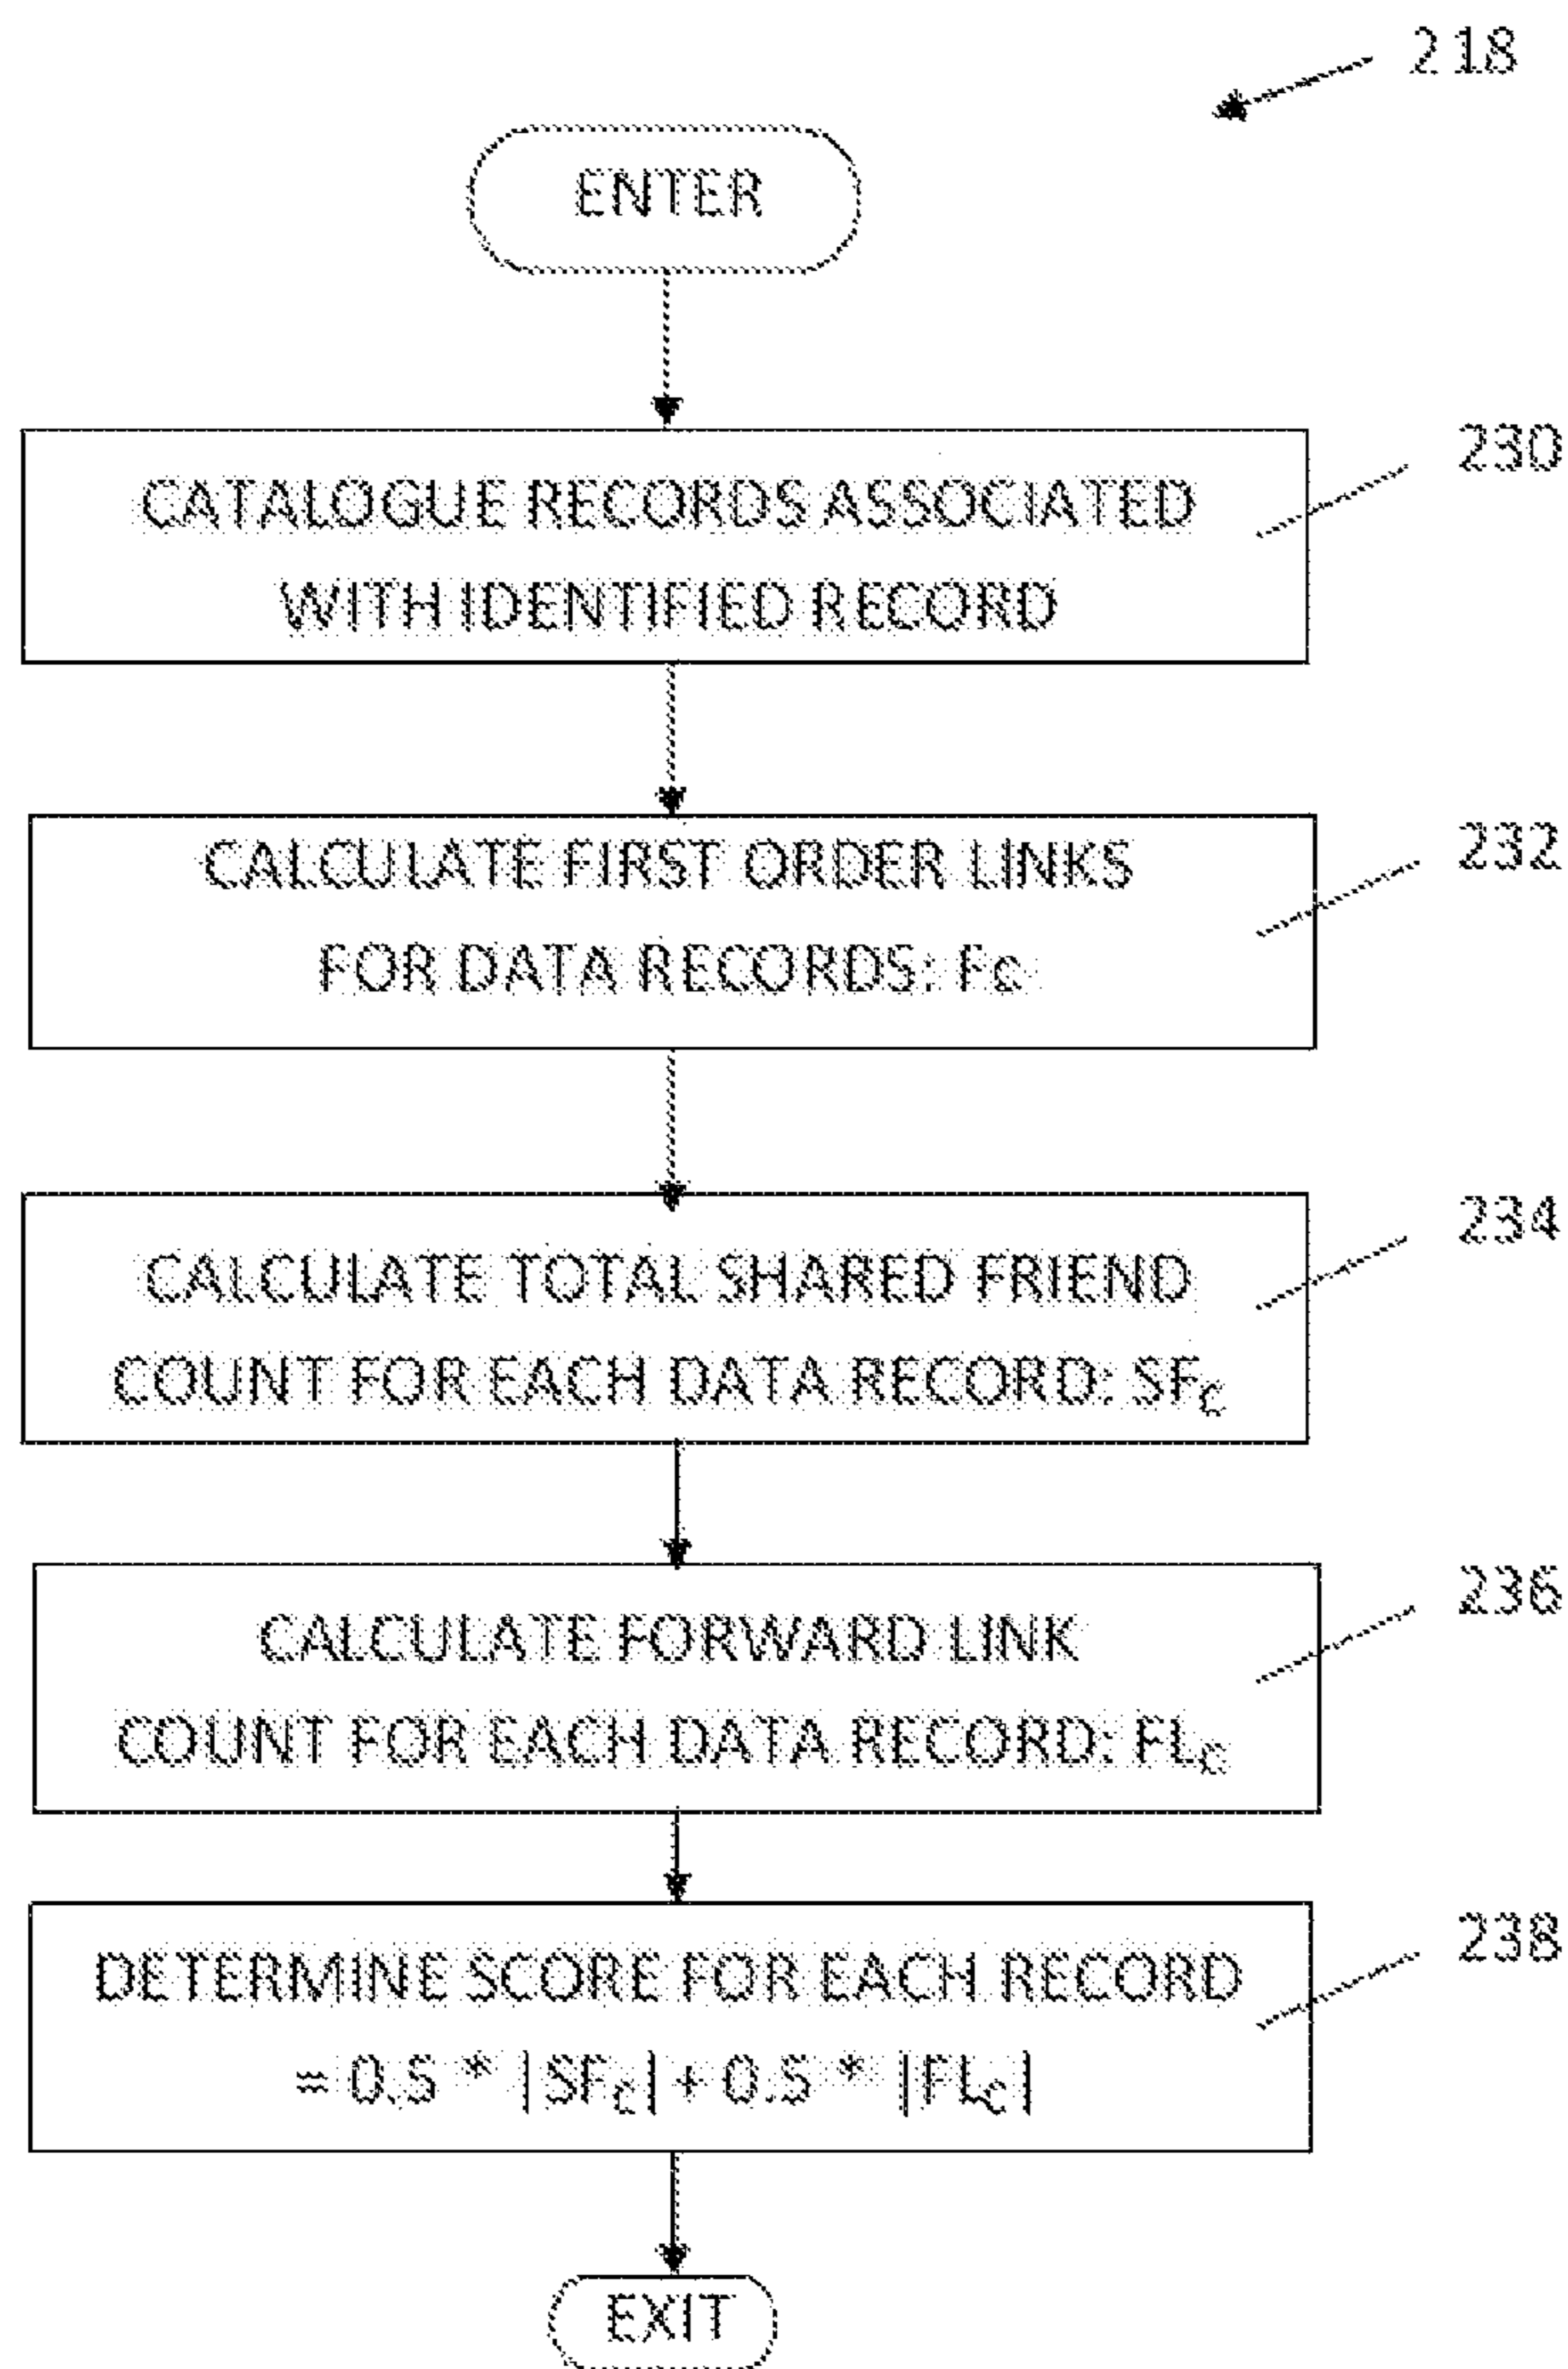 218
ENTER
CATALOGUE RECORDS ASSOCIATED
WITH IDENTIFIED RECORD
230
CALCULATE FIRST ORDER LINKS
FOR DATA RECORDS: Fc
232
CALCULATE TOTAL SHARED FRIEND
COUNT FOR EACH DATA RECORD: SFc
234
CALCULATE FORWARD LINK
COUNT FOR EACH DATA RECORD: FLc
236
DETERMINE SCORE FOR EACH RECORD
= 0.5 * |SFc| + 0.5 * |FLc|
238
EXIT